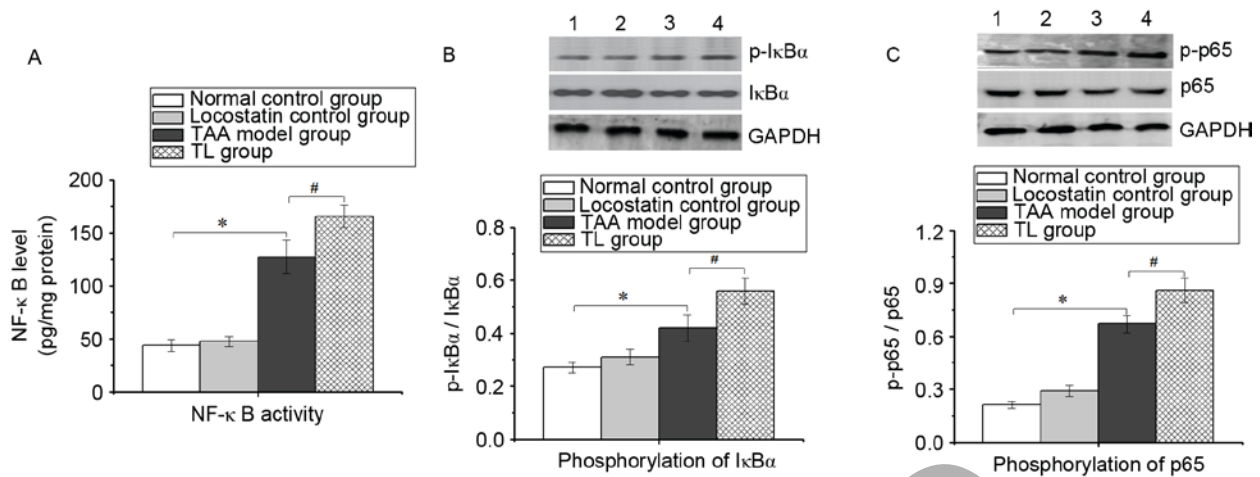 A
Normal control group
Locostatin control group
TAA model group
TL group
NF-κ B level
(pg/mg protein)
200
150
100
50
0
*
#
NF-κ B activity
B
1 2 3 4
p-IκBα
IκBα
GAPDH
Normal control group
Locostatin control group
TAA model group
TL group
p-IκBα / IκBα
0.8
0.6
0.4
0.2
0.0
*
#
Phosphorylation of IκBα
C
1 2 3 4
p-p65
p65
GAPDH
Normal control group
Locostatin control group
TAA model group
TL group
p-p65 / p65
1.2
0.9
0.6
0.3
0.0
*
#
Phosphorylation of p65